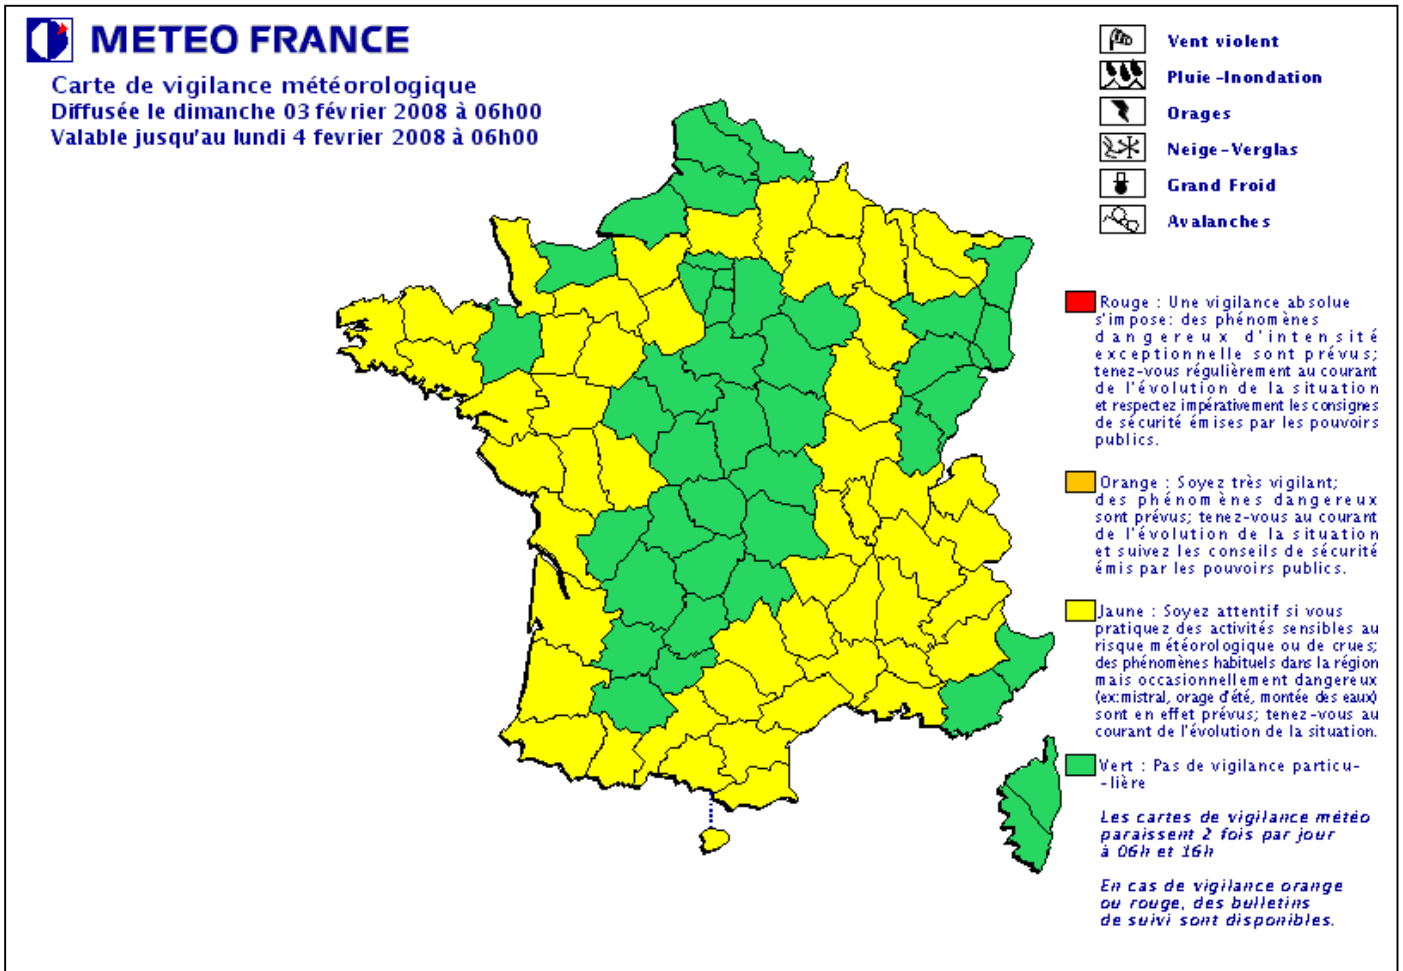 METEO FRANCE
Carte de vigilance météorologique
Diffusée le dimanche 03 février 2008 à 06h00
Valable jusqu'au lundi 4 fevrier 2008 à 06h00
Vent violent
Pluie-Inondation
Orages
Neige-Verglas
Grand Froid
Avalanches
Rouge : Une vigilance absolue
s'impose: des phénomènes
dangereux d'intensité
exceptionnelle sont prévus;
tenez-vous régulièrement au courant
de l'évolution de la situation
et respectez impérativement les consignes
de sécurité émises par les pouvoirs
publics.
Orange : Soyez très vigilant;
des phénomènes dangereux
sont prévus; tenez-vous au courant
de l'évolution de la situation
et suivez les conseils de sécurité
émis par les pouvoirs publics.
Jaune : Soyez attentif si vous
pratiquez des activités sensibles au
risque météorologique ou de crues;
des phénomènes habituels dans la région
mais occasionnellement dangereux
(ex:mistral, orage d'été, montée des eaux)
sont en effet prévus; tenez-vous au
courant de l'évolution de la situation.
Vert : Pas de vigilance particu-
-lière
Les cartes de vigilance météo
paraissent 2 fois par jour
à 06h et 16h
En cas de vigilance orange
ou rouge, des bulletins
de suivi sont disponibles.